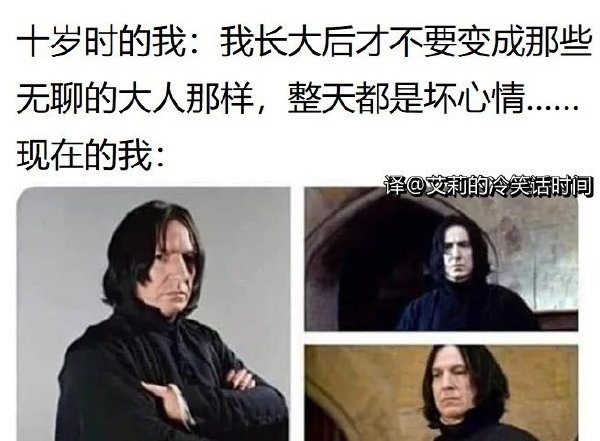 十岁时的我：我长大后才不要变成那些
无聊的大人那样，整天都是坏心情......
现在的我：
译@艾莉的冷笑话时间